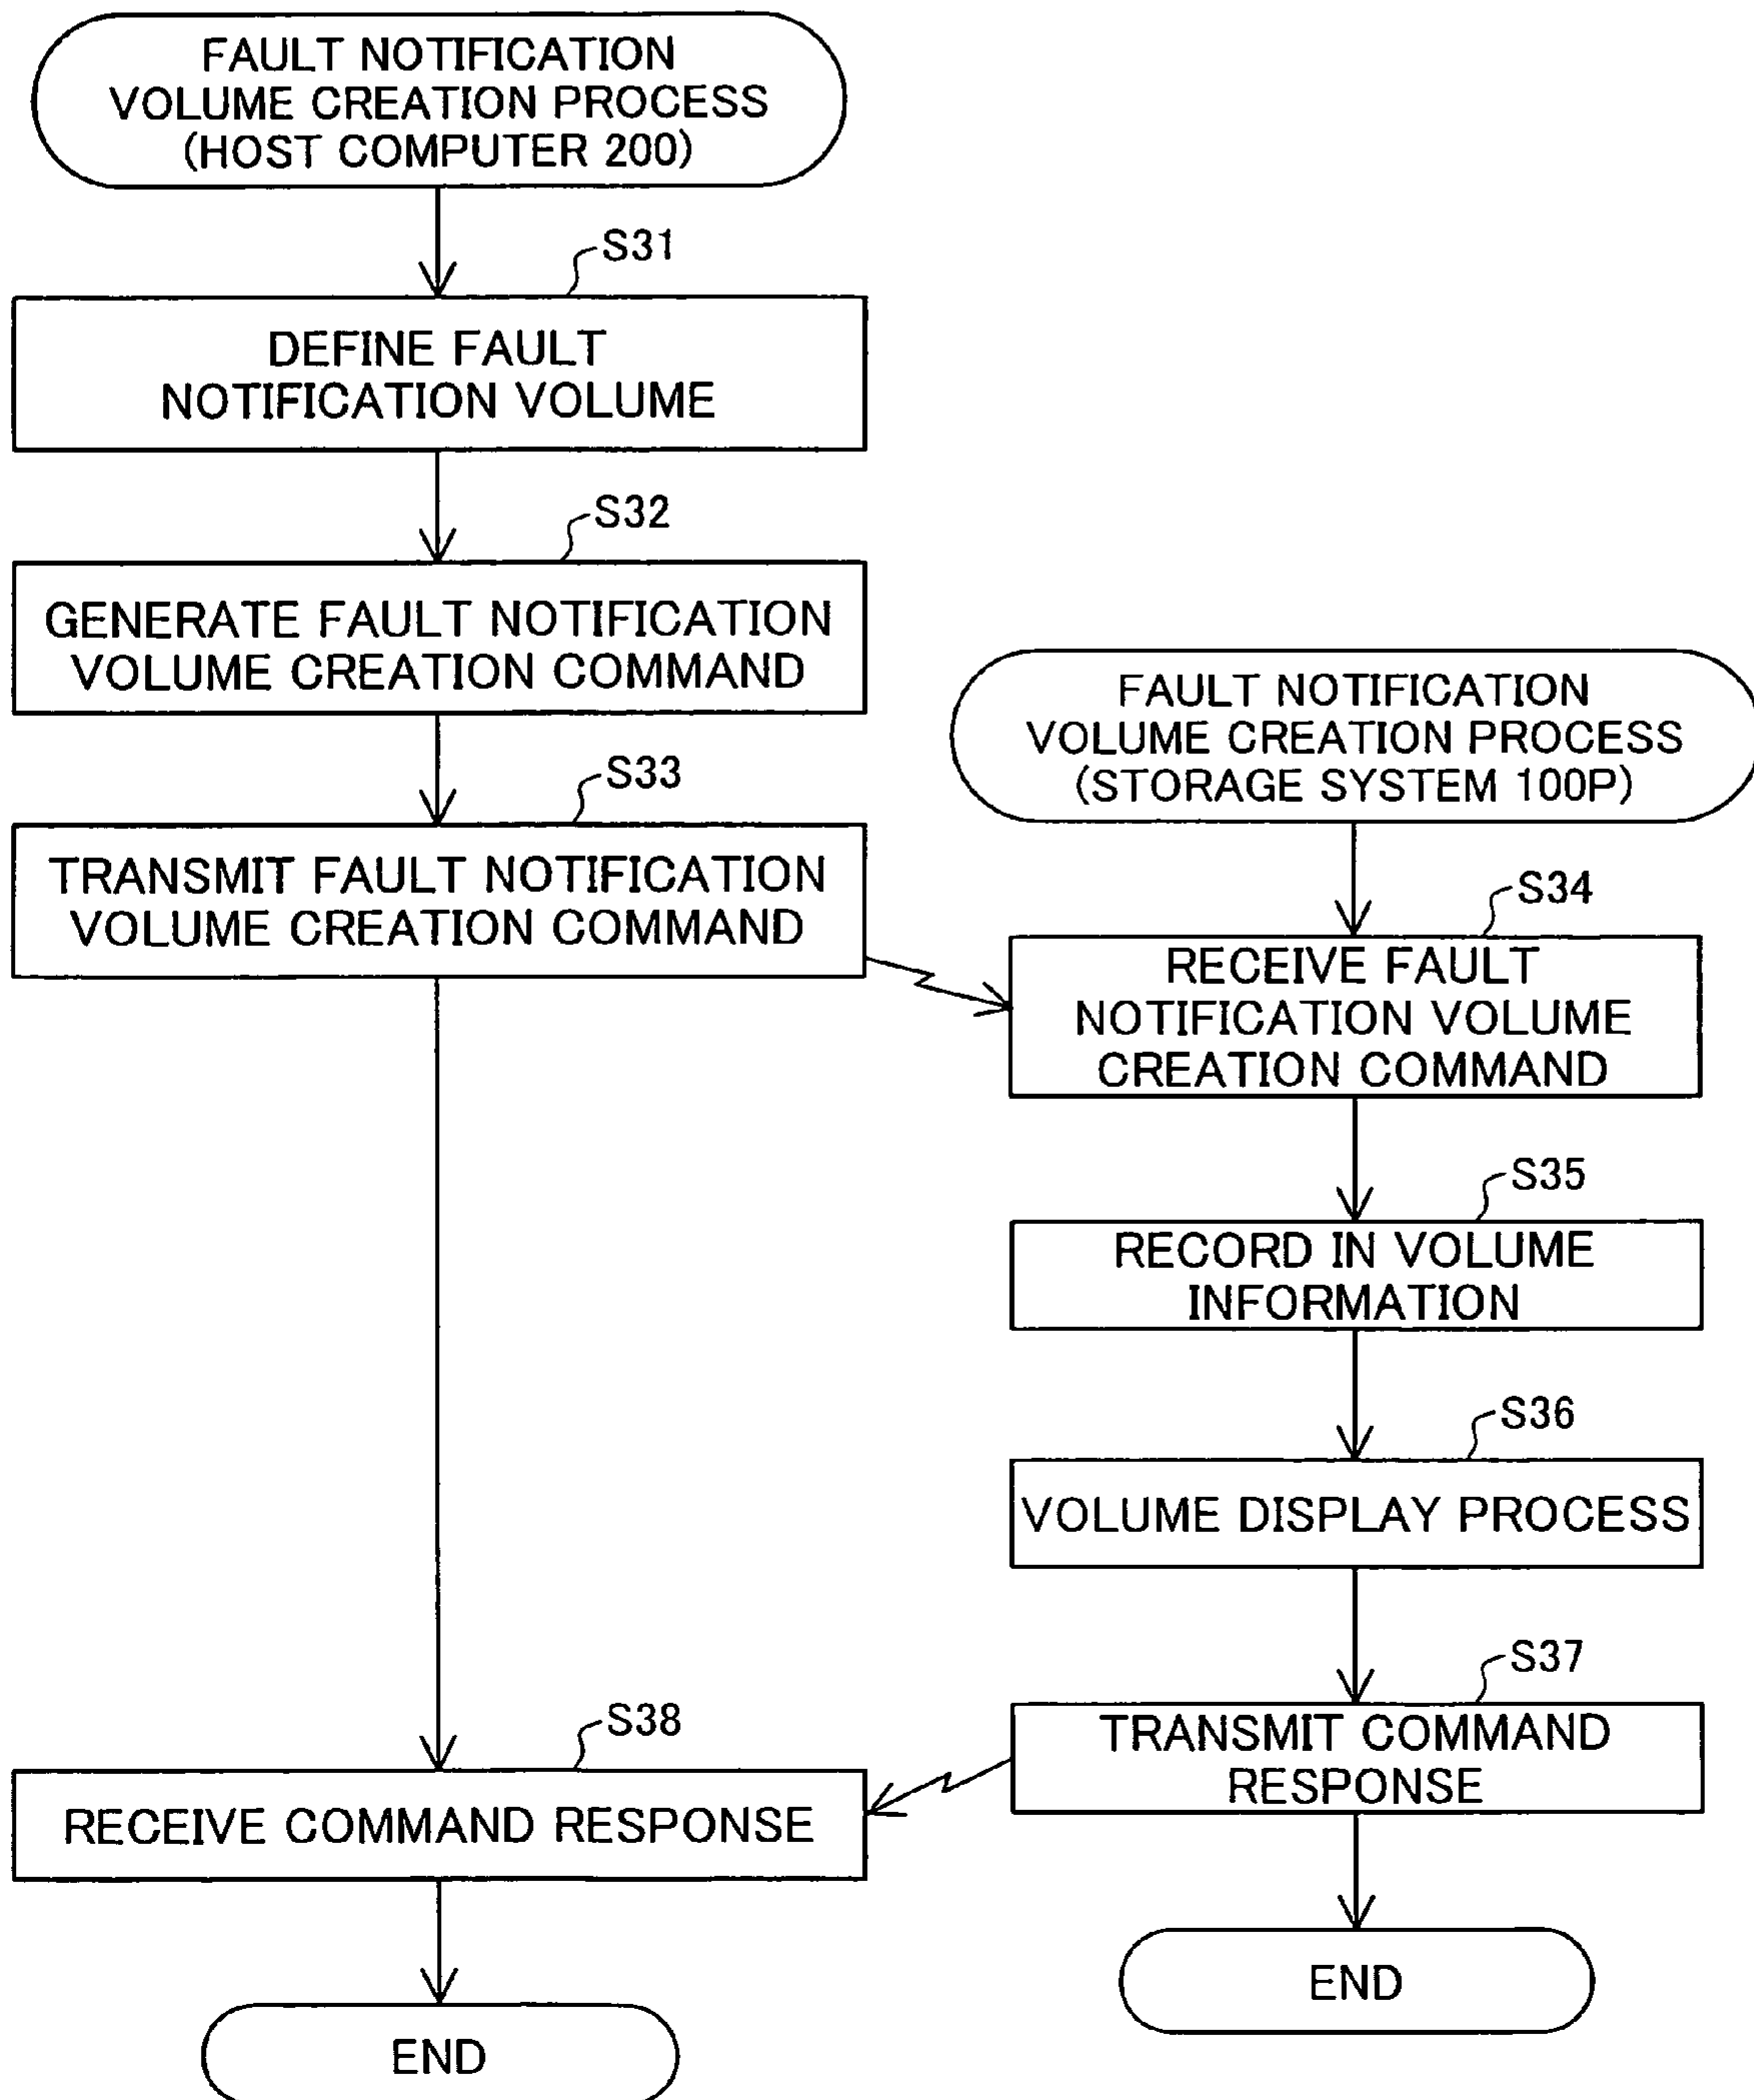 FAULT NOTIFICATION
VOLUME CREATION PROCESS
(HOST COMPUTER 200)
S31
DEFINE FAULT
NOTIFICATION VOLUME
S32
GENERATE FAULT NOTIFICATION
VOLUME CREATION COMMAND
S33
TRANSMIT FAULT NOTIFICATION
VOLUME CREATION COMMAND
FAULT NOTIFICATION
VOLUME CREATION PROCESS
(STORAGE SYSTEM 100P)
S34
RECEIVE FAULT
NOTIFICATION VOLUME
CREATION COMMAND
S35
RECORD IN VOLUME
INFORMATION
S36
VOLUME DISPLAY PROCESS
S37
TRANSMIT COMMAND
RESPONSE
S38
RECEIVE COMMAND RESPONSE
END
END